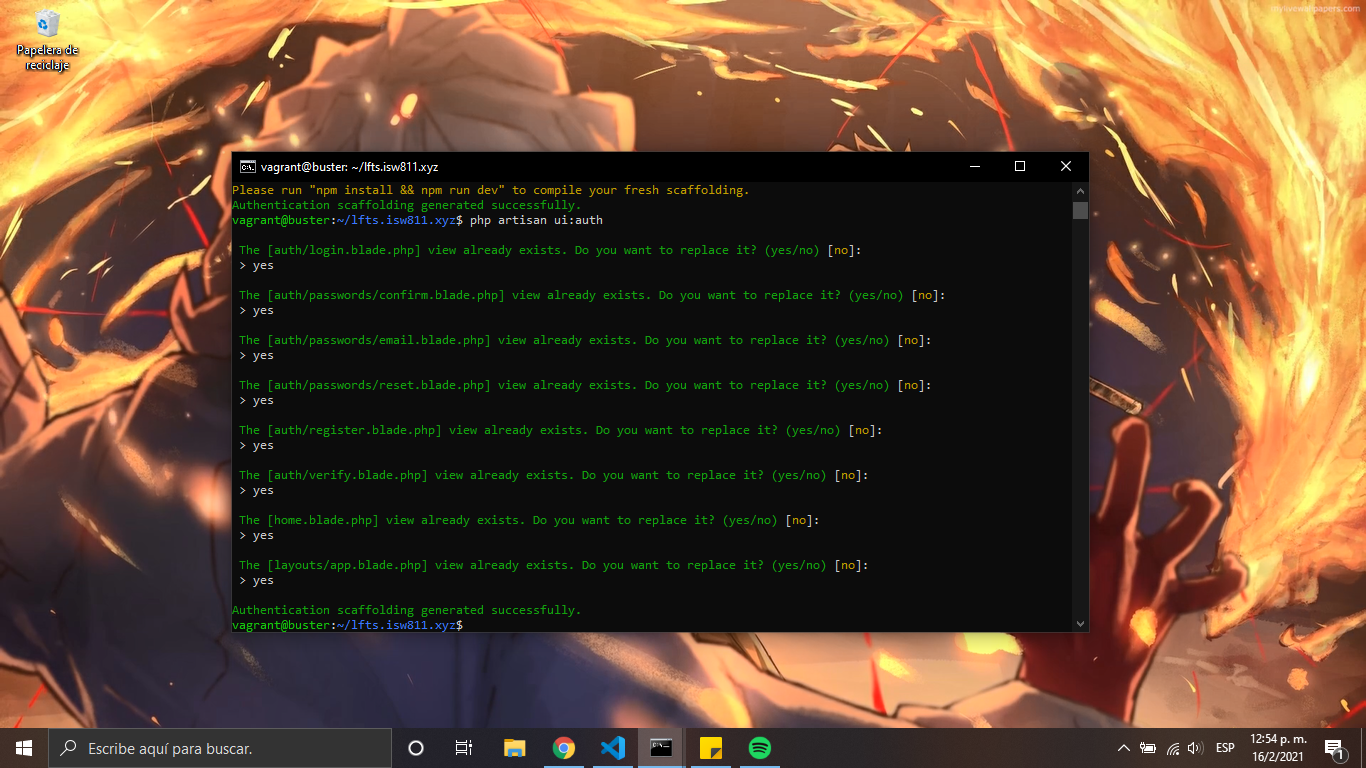 Papelera de
reciclaje
vagrant@buster: ~/lfts.isw811.xyz
Please run "npm install && npm run dev" to compile your fresh scaffolding.
Authentication scaffolding generated successfully.
vagrant@buster:~/lfts.isw811.xyz$ php artisan ui:auth
The [auth/login.blade.php] view already exists. Do you want to replace it? (yes/no) [no]:
> yes
The [auth/passwords/confirm.blade.php] view already exists. Do you want to replace it? (yes/no) [no]:
> yes
The [auth/passwords/email.blade.php] view already exists. Do you want to replace it? (yes/no) [no]:
> yes
The [auth/passwords/reset.blade.php] view already exists. Do you want to replace it? (yes/no) [no]:
> yes
The [auth/register.blade.php] view already exists. Do you want to replace it? (yes/no) [no]:
> yes
The [auth/verify.blade.php] view already exists. Do you want to replace it? (yes/no) [no]:
> yes
The [home.blade.php] view already exists. Do you want to replace it? (yes/no) [no]:
> yes
The [layouts/app.blade.php] view already exists. Do you want to replace it? (yes/no) [no]:
> yes
Authentication scaffolding generated successfully.
vagrant@buster:~/lfts.isw811.xyz$
Escribe aquí para buscar.
ESP
12:54 p. m.
16/2/2021
1